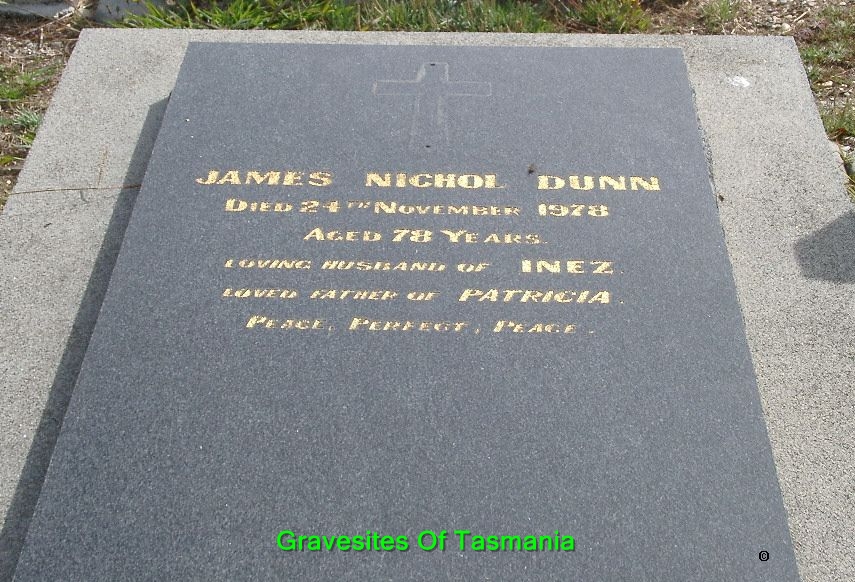 JAMES NICHOL DUNN
DIED 24TH NOVEMBER 1978
AGED 78 YEARS.
LOVING HUSBAND OF INEZ.
LOVED FATHER OF PATRICIA.
PEACE, PERFECT, PEACE.
Gravesites Of Tasmania
©